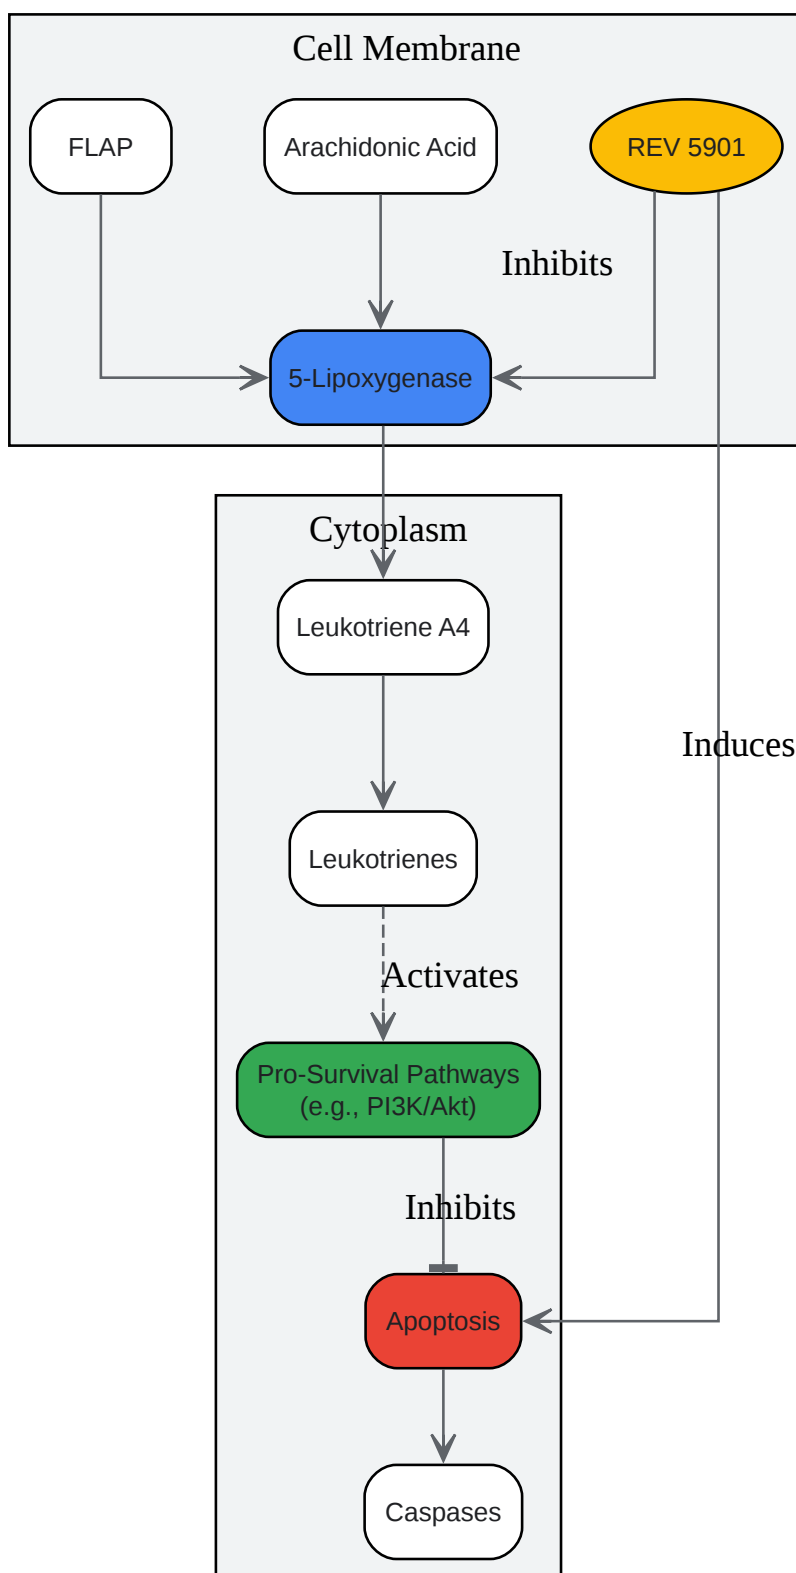 Cell Membrane
FLAP
Arachidonic Acid
REV 5901
Inhibits
5-Lipoxygenase
Cytoplasm
Leukotriene A4
Induces
Leukotrienes
Activates
Pro-Survival Pathways
(e.g., PI3K/Akt)
Inhibits
Apoptosis
Caspases